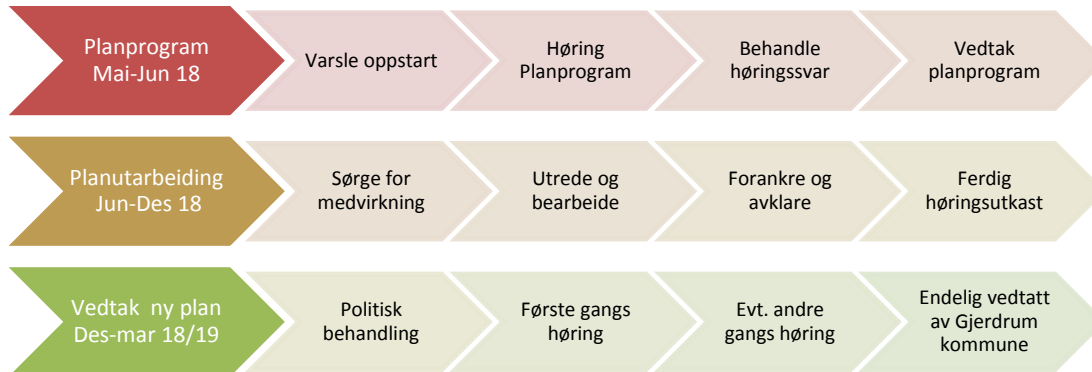 Planprogram
Mai-Jun 18
Varsle oppstart
Høring
Planprogram
Behandle
høringssvar
Vedtak
planprogram
Planutarbeiding
Jun-Des 18
Sørge for
medvirkning
Utrede og
bearbeide
Forankre og
avklare
Ferdig
høringsutkast
Vedtak ny plan
Des-mar 18/19
Politisk
behandling
Første gangs
høring
Evt. andre
gangs høring
Endelig vedtatt
av Gjerdrum
kommune